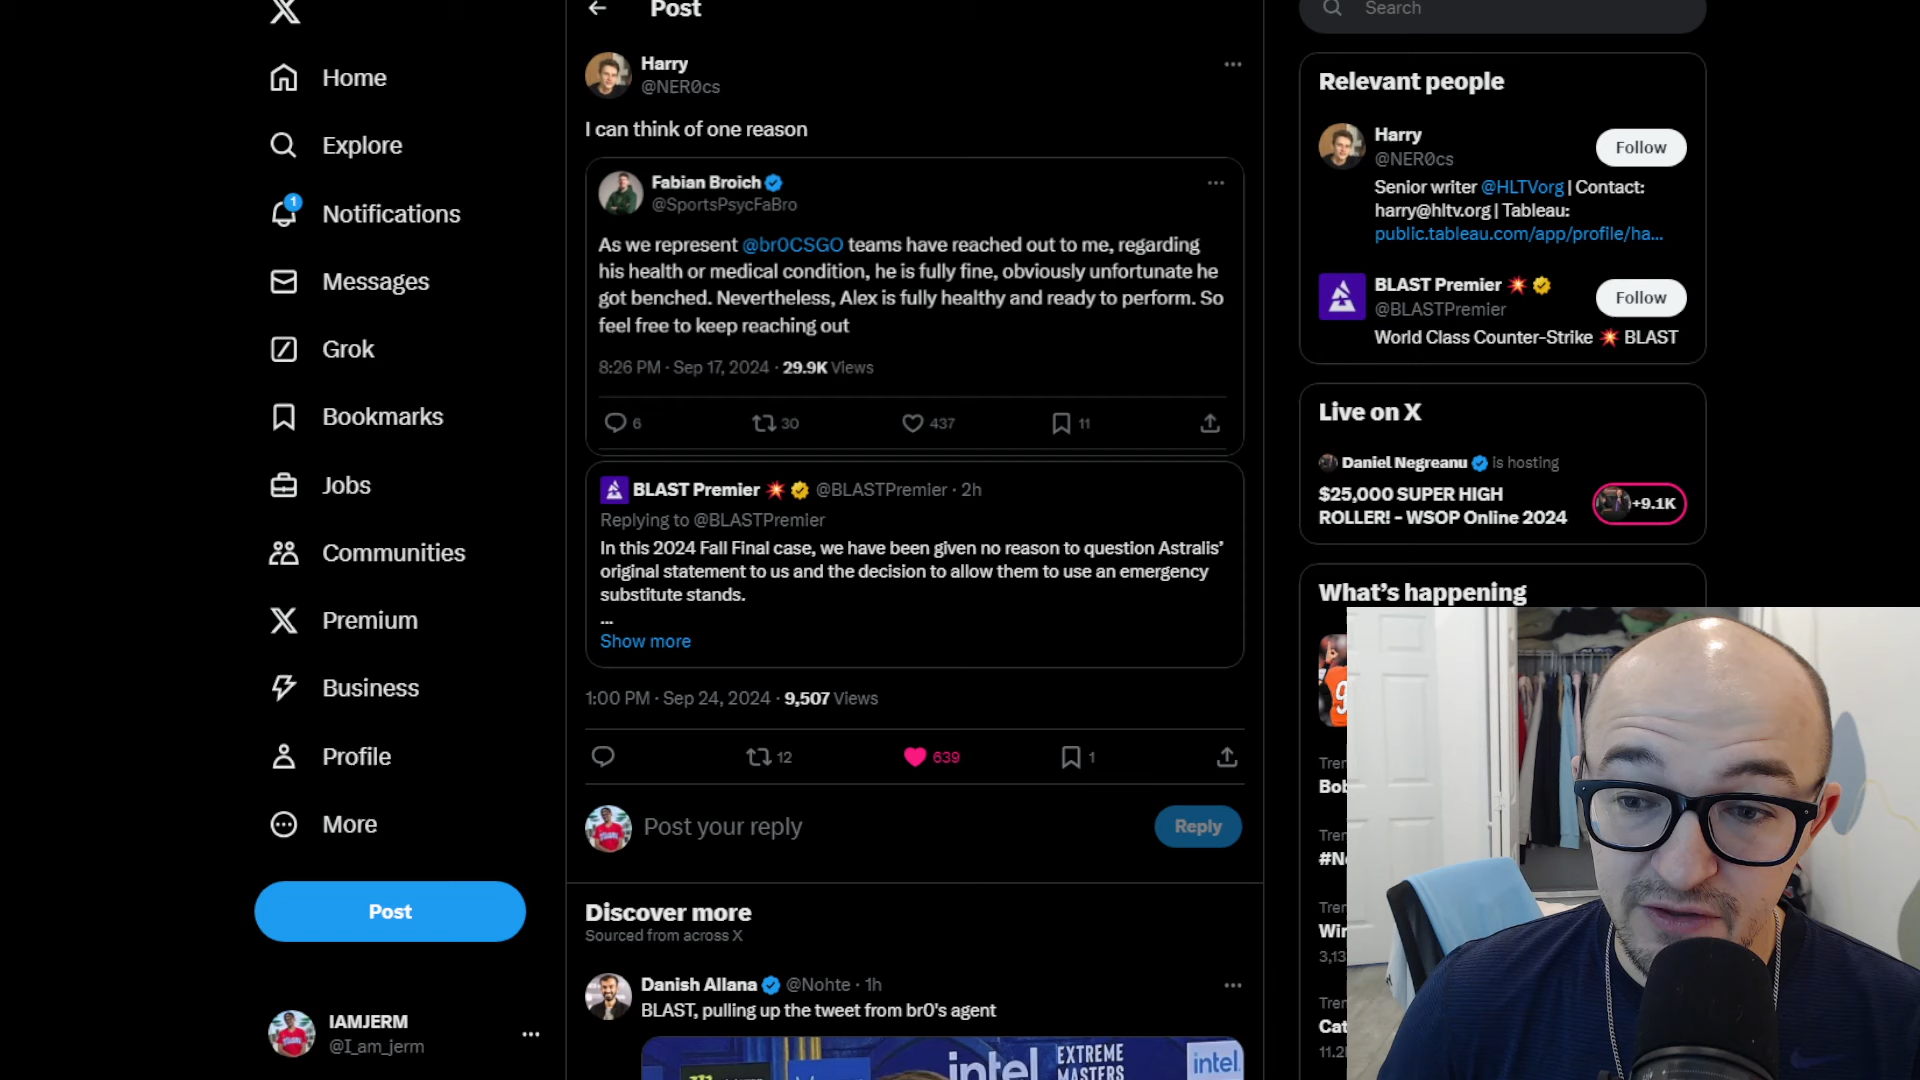 Home
Explore
1
Notifications
Messages
Grok
Bookmarks
Jobs
Communities
Premium
Business
Profile
More
Post
IAMJERM
@I_am_jerm
Post
Harry
@NER0cs
I can think of one reason
Fabian Broich
@SportsPsycFaBro
As we represent @br0CSGO teams have reached out to me, regarding
his health or medical condition, he is fully fine, obviously unfortunate he
got benched. Nevertheless, Alex is fully healthy and ready to perform. So
feel free to keep reaching out
8:26 PM · Sep 17, 2024 · 29.9K Views
6 30 437 11
BLAST Premier @BLASTPremier · 2h
Replying to @BLASTPremier
In this 2024 Fall Final case, we have been given no reason to question Astralis’
original statement to us and the decision to allow them to use an emergency
substitute stands.
...
Show more
1:00 PM · Sep 24, 2024 · 9,507 Views
12 639 1
Post your reply
Reply
Discover more
Sourced from across X
Danish Allana @Nohte · 1h
BLAST, pulling up the tweet from br0's agent
intel EXTREME
MASTERS
intel
Search
Relevant people
Harry
@NER0cs
Follow
Senior writer @HLTVorg | Contact:
harry@hltv.org | Tableau:
public.tableau.com/app/profile/ha...
BLAST Premier
@BLASTPremier
Follow
World Class Counter-Strike BLAST
Live on X
Daniel Negreanu is hosting
$25,000 SUPER HIGH
ROLLER! - WSOP Online 2024
+9.1K
What’s happening